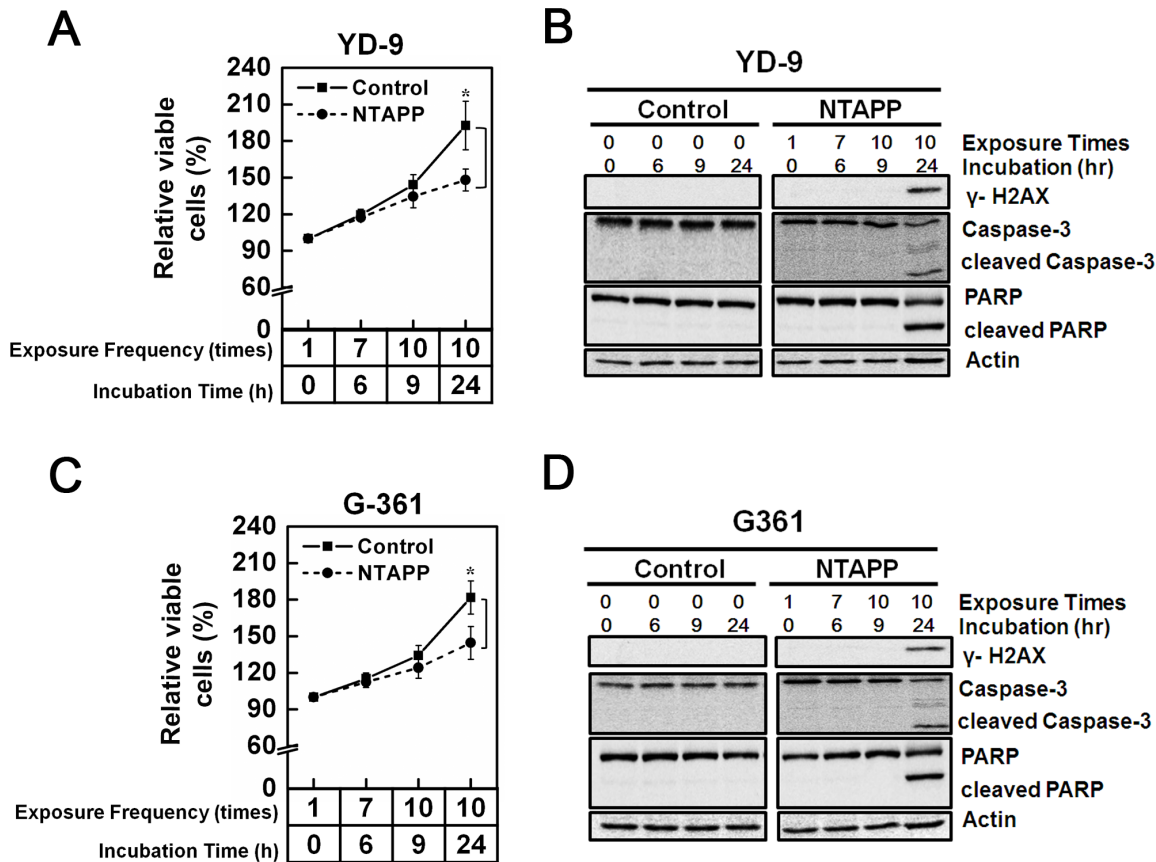 A
YD-9
240
210
180
150
120
90
60
0
Relative viable
cells (%)
Control
NTAPP
*
Exposure Frequency (times) 1 7 10 10
Incubation Time (h) 0 6 9 24
B
YD-9
Control NTAPP
0 0 0 0 1 7 10 10 Exposure Times
0 6 9 24 0 6 9 24 Incubation (hr)
γ- H2AX
Caspase-3
cleaved Caspase-3
PARP
cleaved PARP
Actin
C
G-361
240
210
180
150
120
90
60
0
Relative viable
cells (%)
Control
NTAPP
*
Exposure Frequency (times) 1 7 10 10
Incubation Time (h) 0 6 9 24
D
G361
Control NTAPP
0 0 0 0 1 7 10 10 Exposure Times
0 6 9 24 0 6 9 24 Incubation (hr)
γ- H2AX
Caspase-3
cleaved Caspase-3
PARP
cleaved PARP
Actin